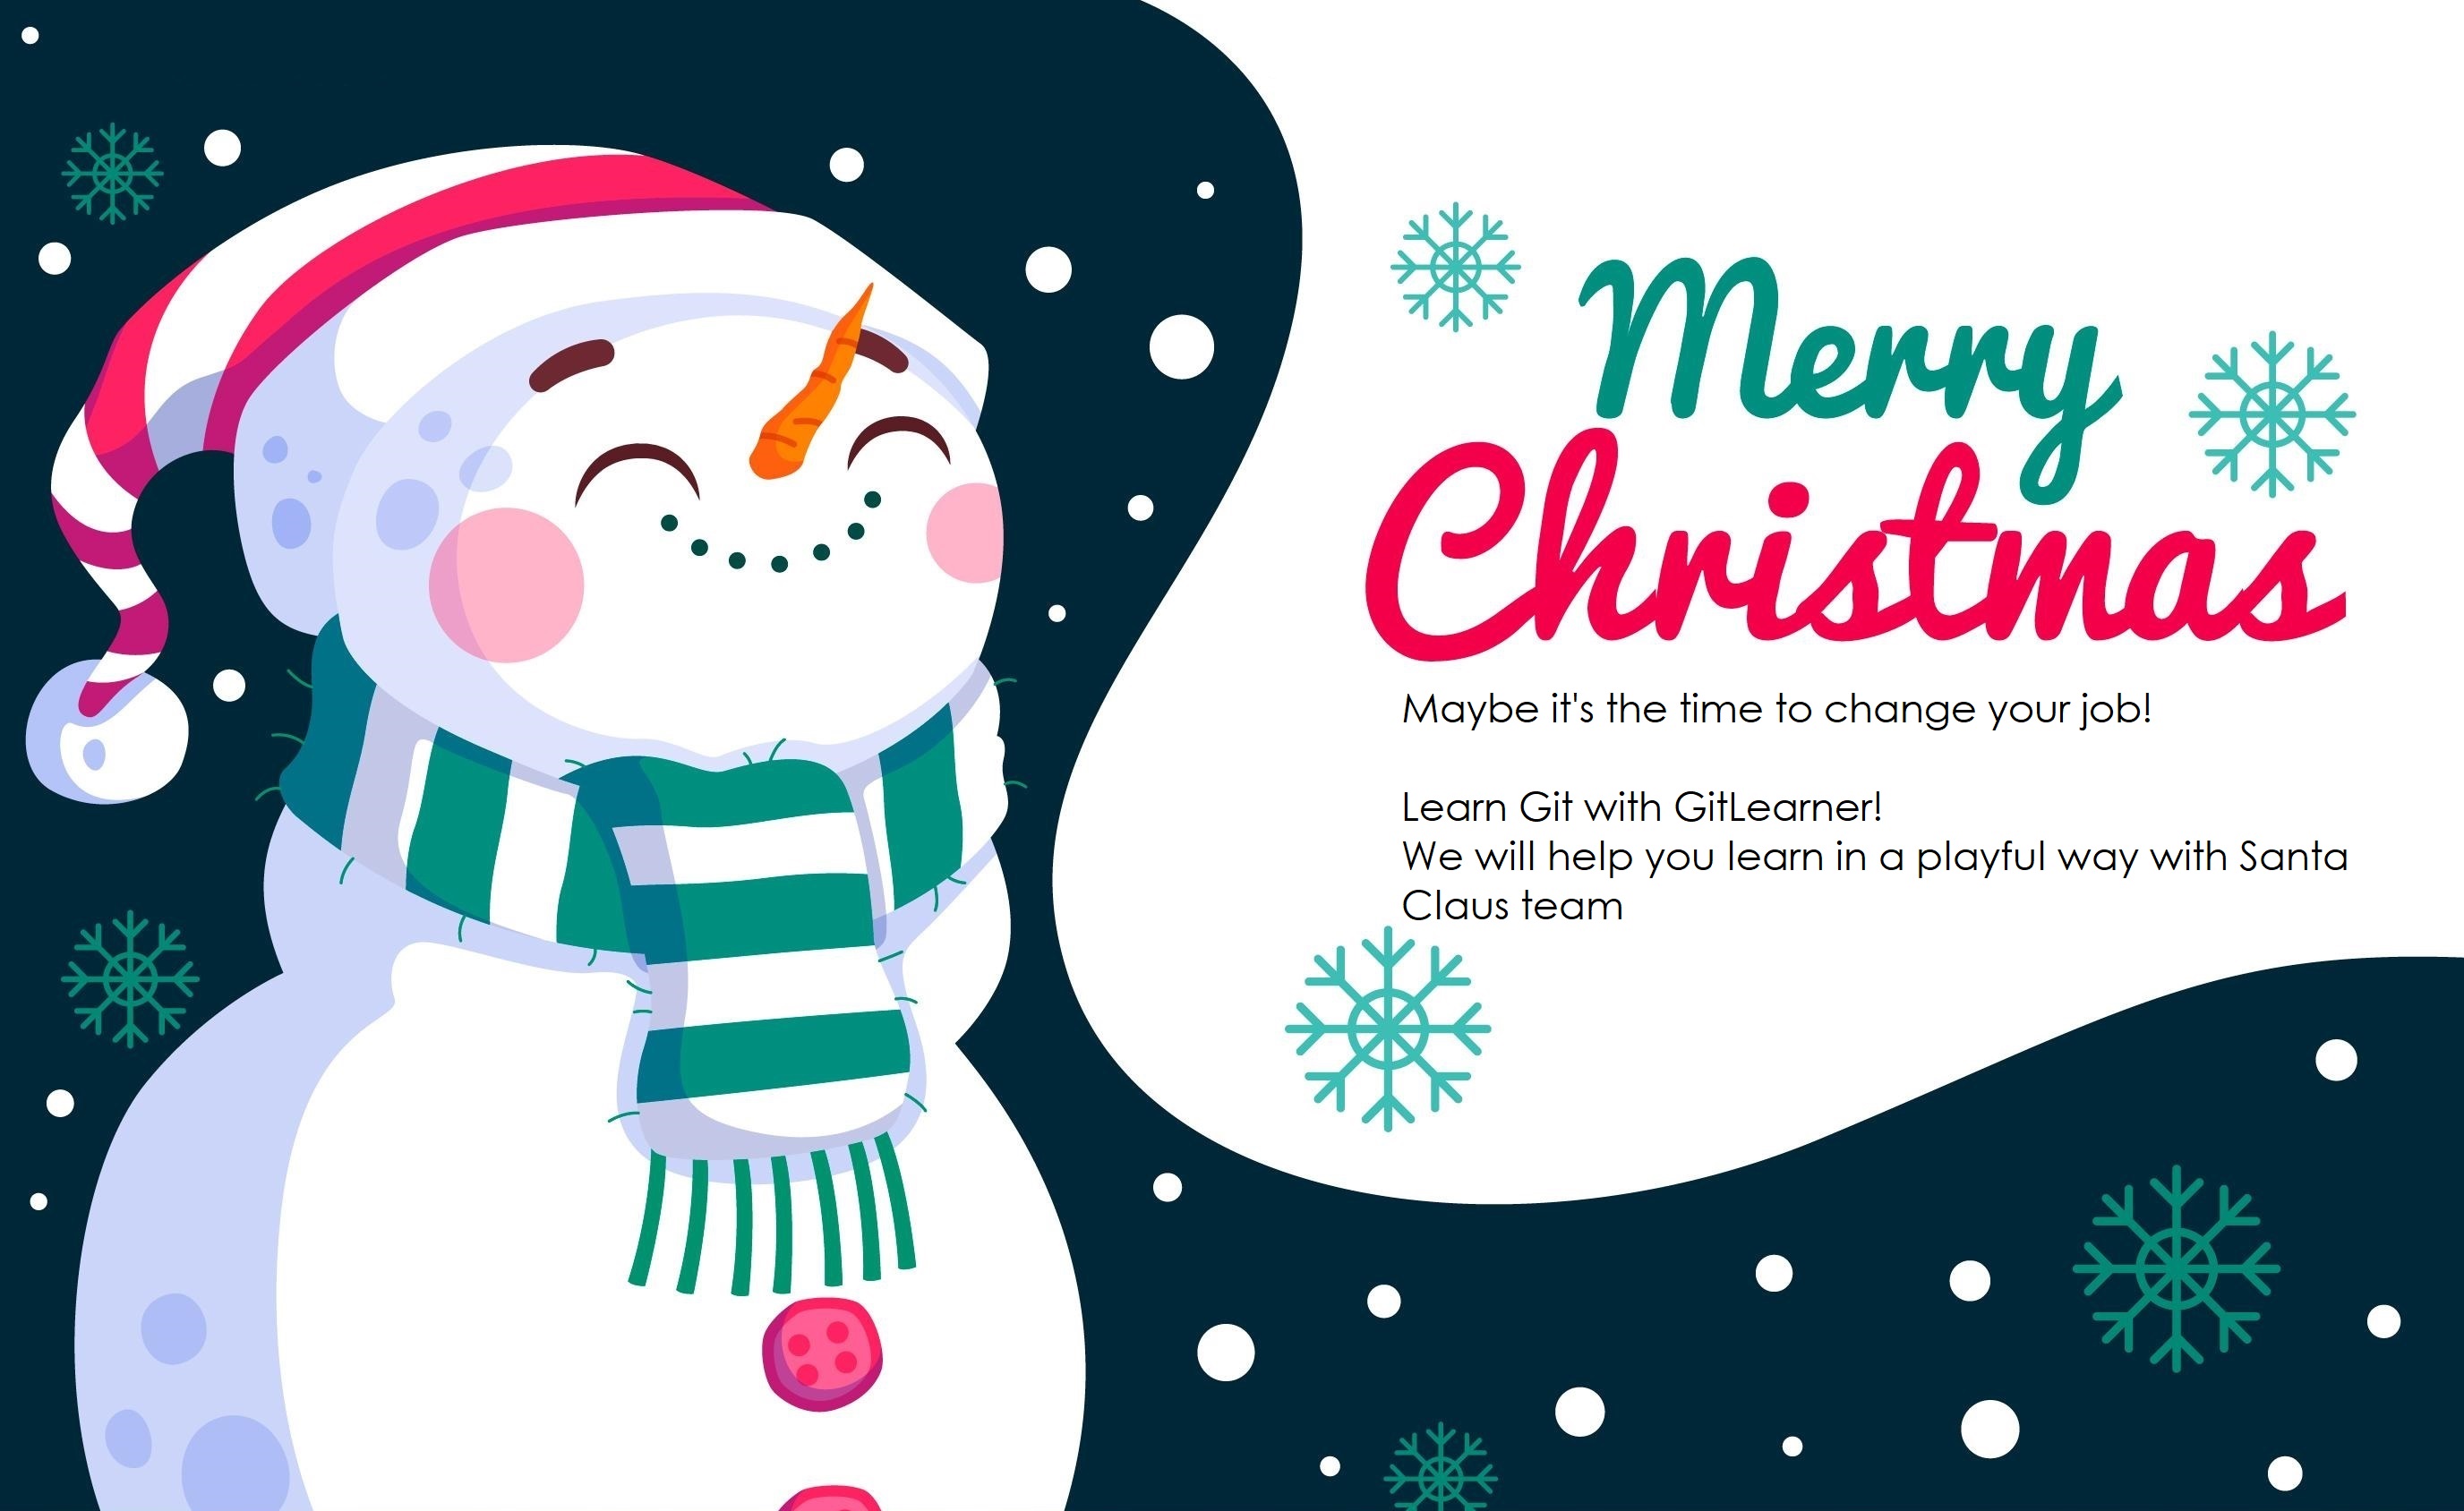 Merry
Christmas
Maybe it's the time to change your job!
Learn Git with GitLearner!
We will help you learn in a playful way with Santa
Claus team